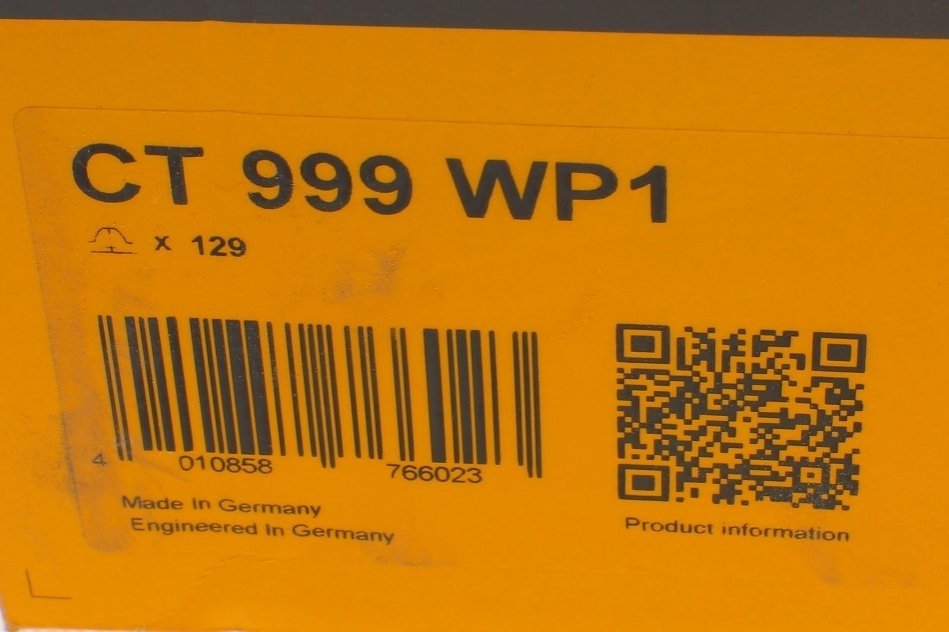 CT 999 WP1
x 129
4 010858 766023
Made In Germany
Engineered In Germany
Product information